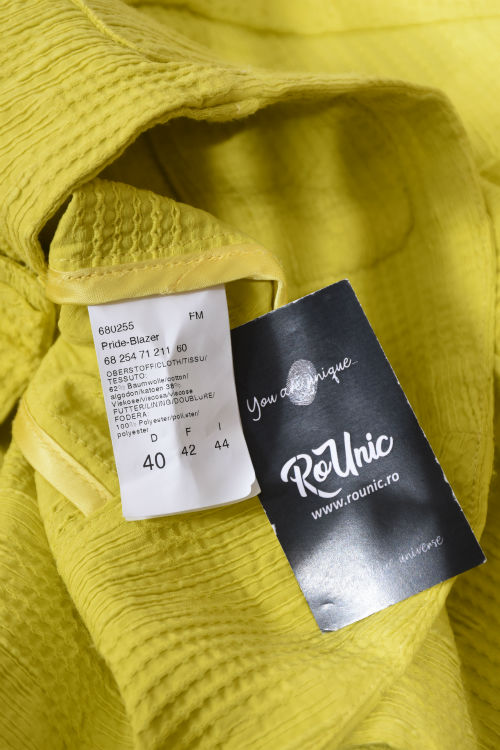 680255 FM
Pride-Blazer
68 254 71 211 60
OBERSTOFF/CLOTH/TISSU/
TESSUTO:
62% Baumwolle/cotton/
algodon/katoen 38%
Viskose/viscosa/viscose
FUTTER/LINING/DOUBLURE/
FODERA
100% Polyester/poliester/
polyester
D F I
40 42 44
You are unique...
RoUnic
www.rounic.ro
universe